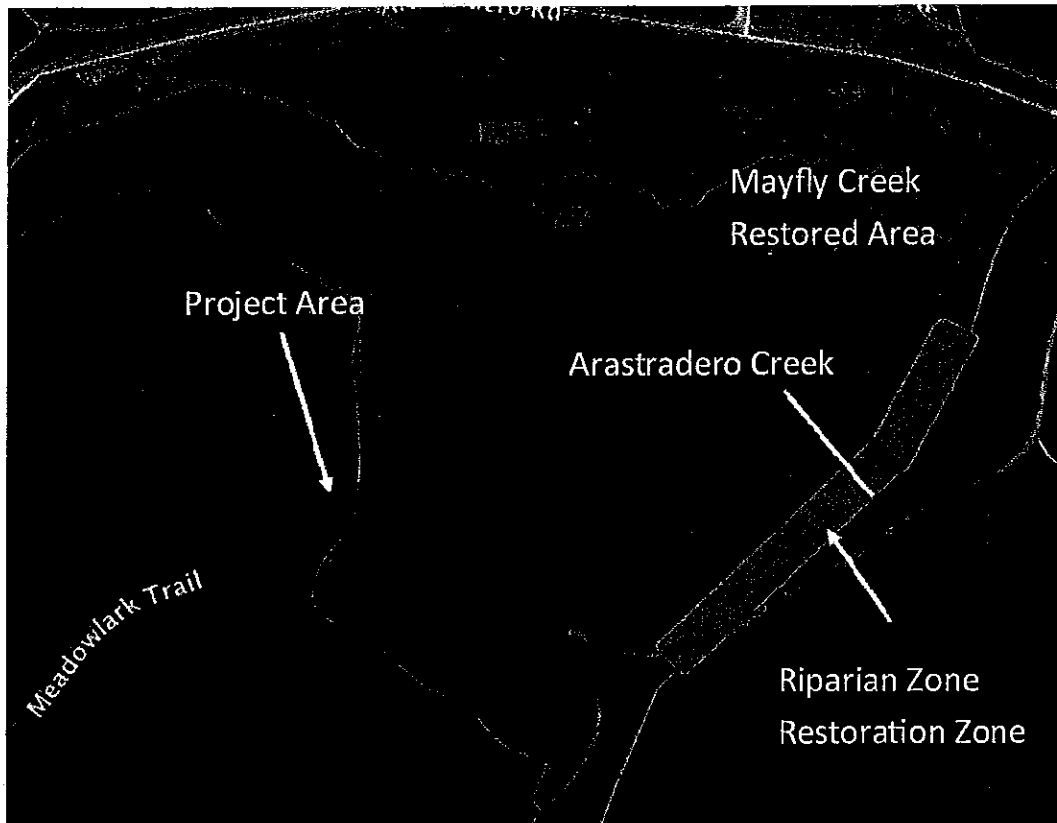 Mayfly Creek
Restored Area
Project Area
Arastradero Creek
Meadowlark Trail
Riparian Zone
Restoration Zone